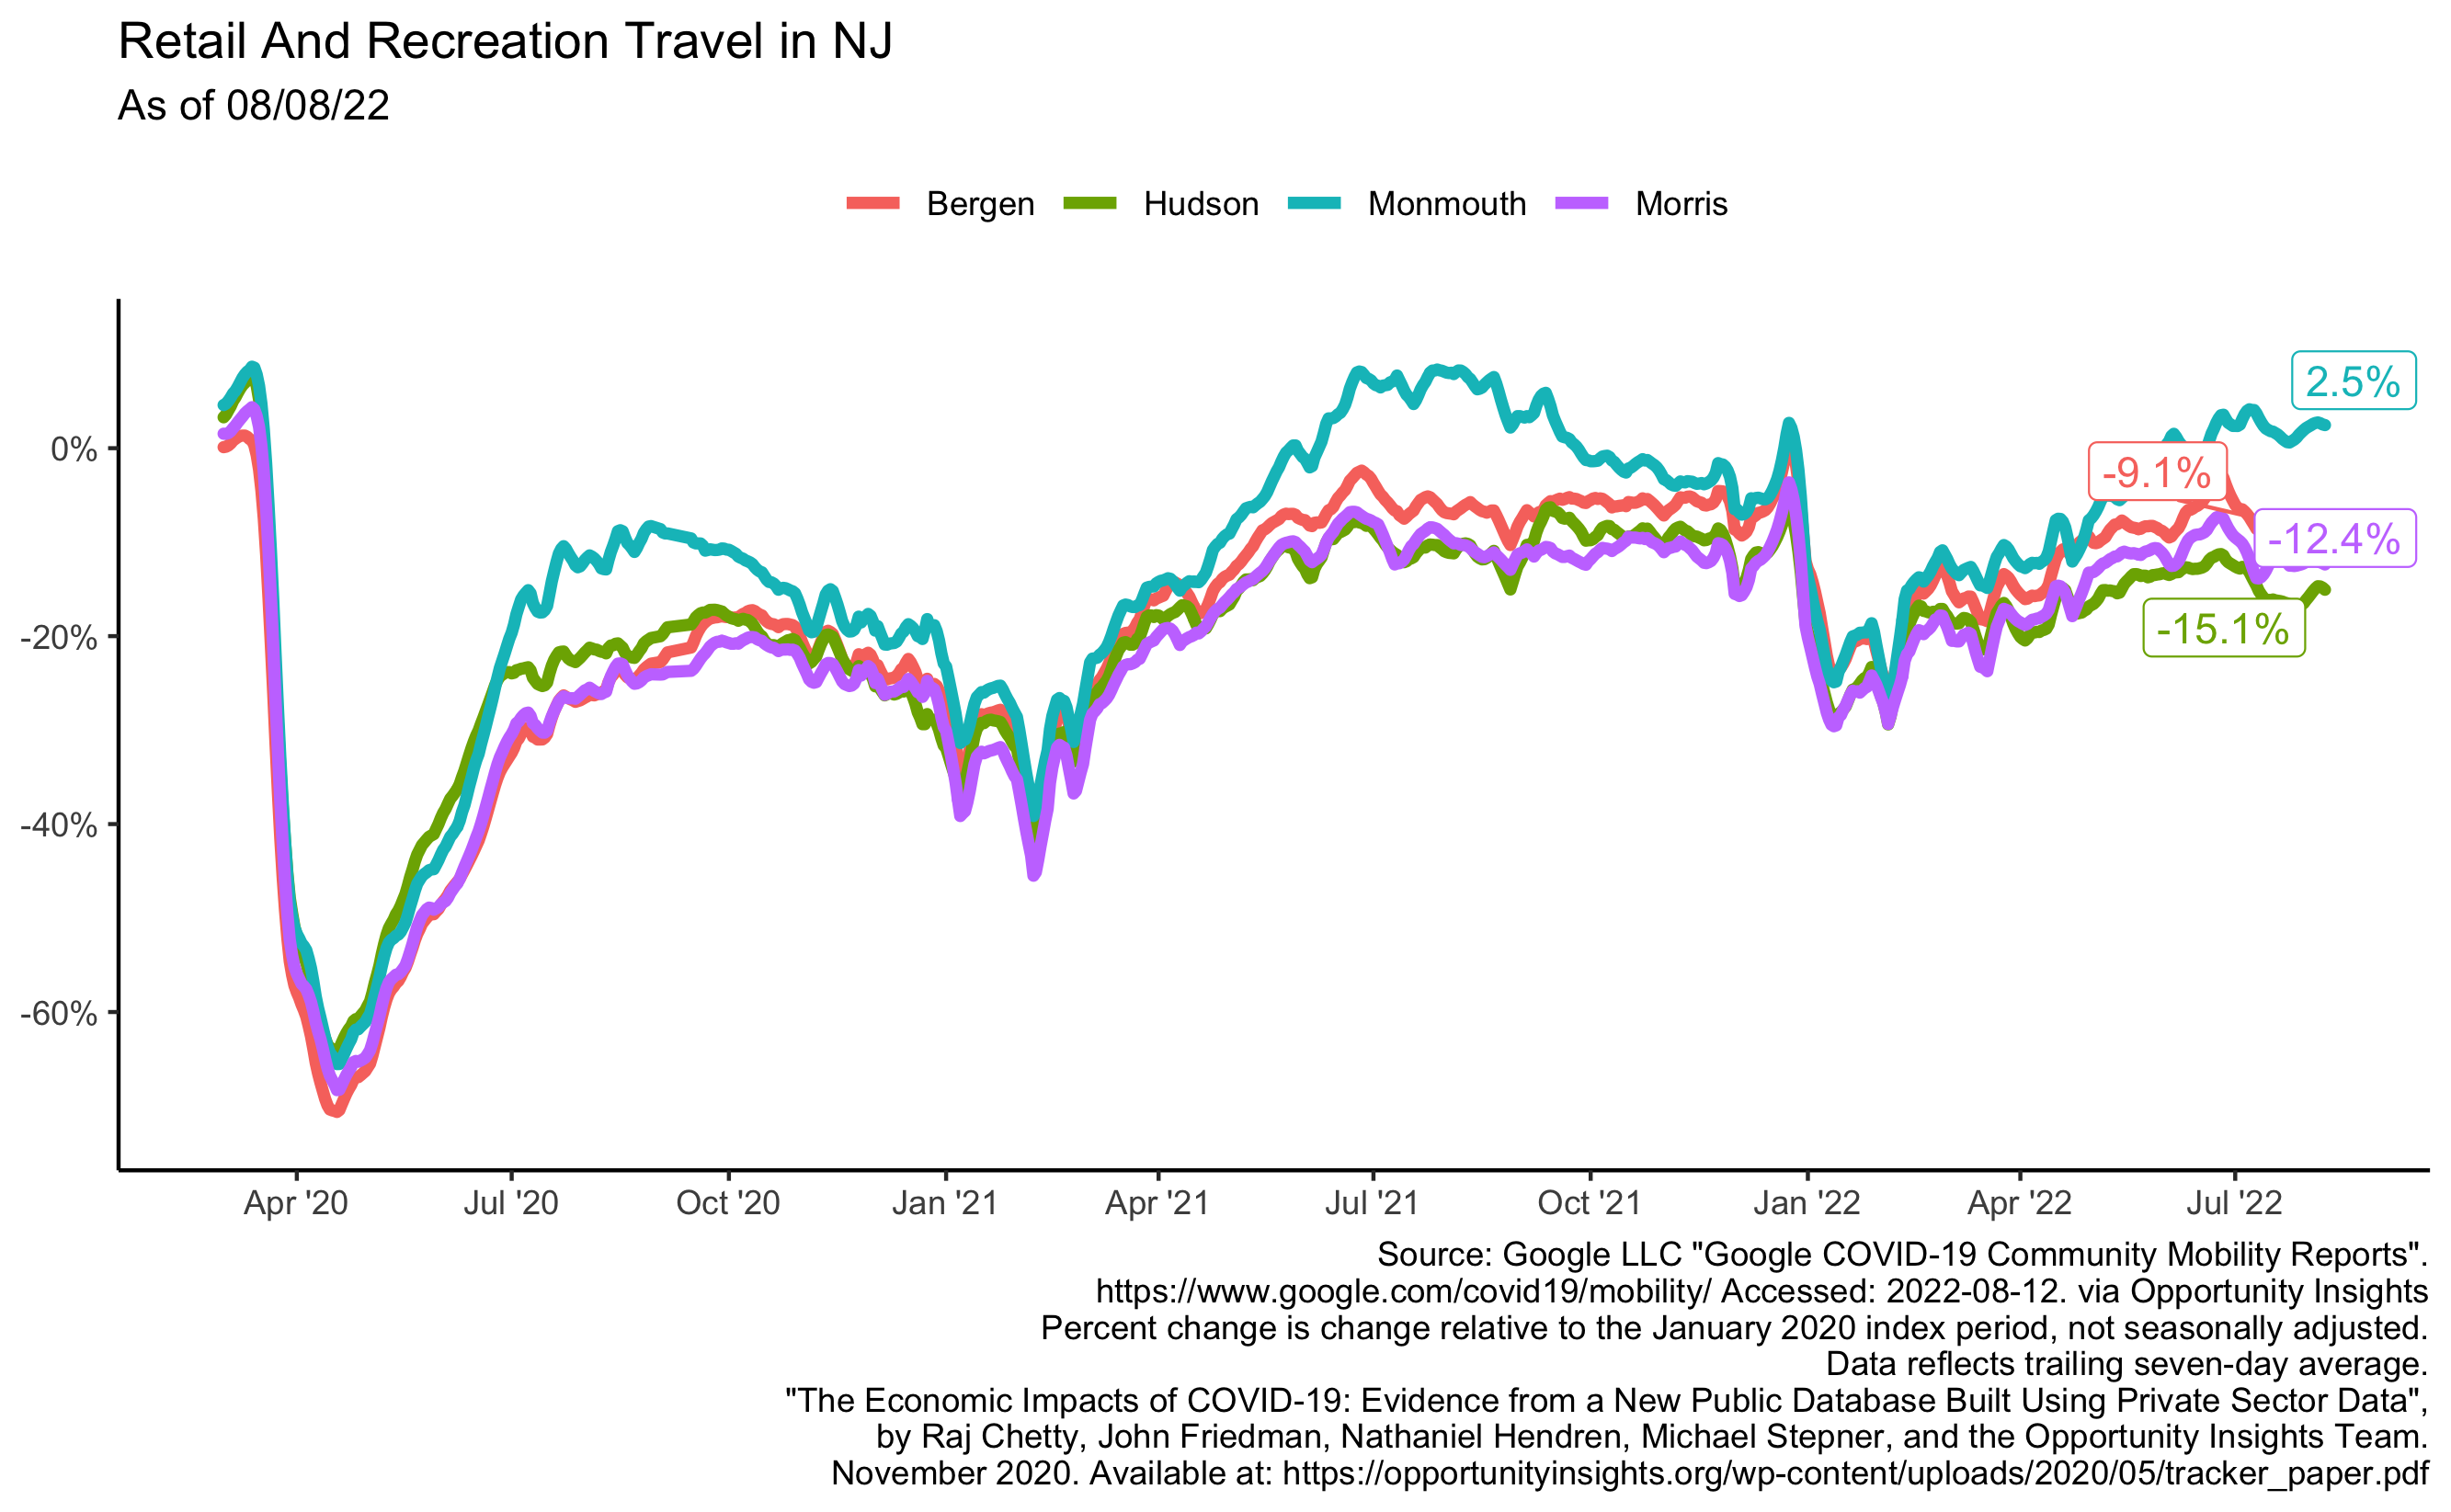 Retail And Recreation Travel in NJ
As of 08/08/22
Bergen Hudson Monmouth Morris
2.5%
0%
-9.1%
-12.4%
-20%
-15.1%
-40%
-60%
Apr '20 Jul '20 Oct '20 Jan '21 Apr '21 Jul '21 Oct '21 Jan '22 Apr '22 Jul '22
Source: Google LLC "Google COVID-19 Community Mobility Reports".
https://www.google.com/covid19/mobility/ Accessed: 2022-08-12. via Opportunity Insights
Percent change is change relative to the January 2020 index period, not seasonally adjusted.
Data reflects trailing seven-day average.
"The Economic Impacts of COVID-19: Evidence from a New Public Database Built Using Private Sector Data",
by Raj Chetty, John Friedman, Nathaniel Hendren, Michael Stepner, and the Opportunity Insights Team.
November 2020. Available at: https://opportunityinsights.org/wp-content/uploads/2020/05/tracker_paper.pdf